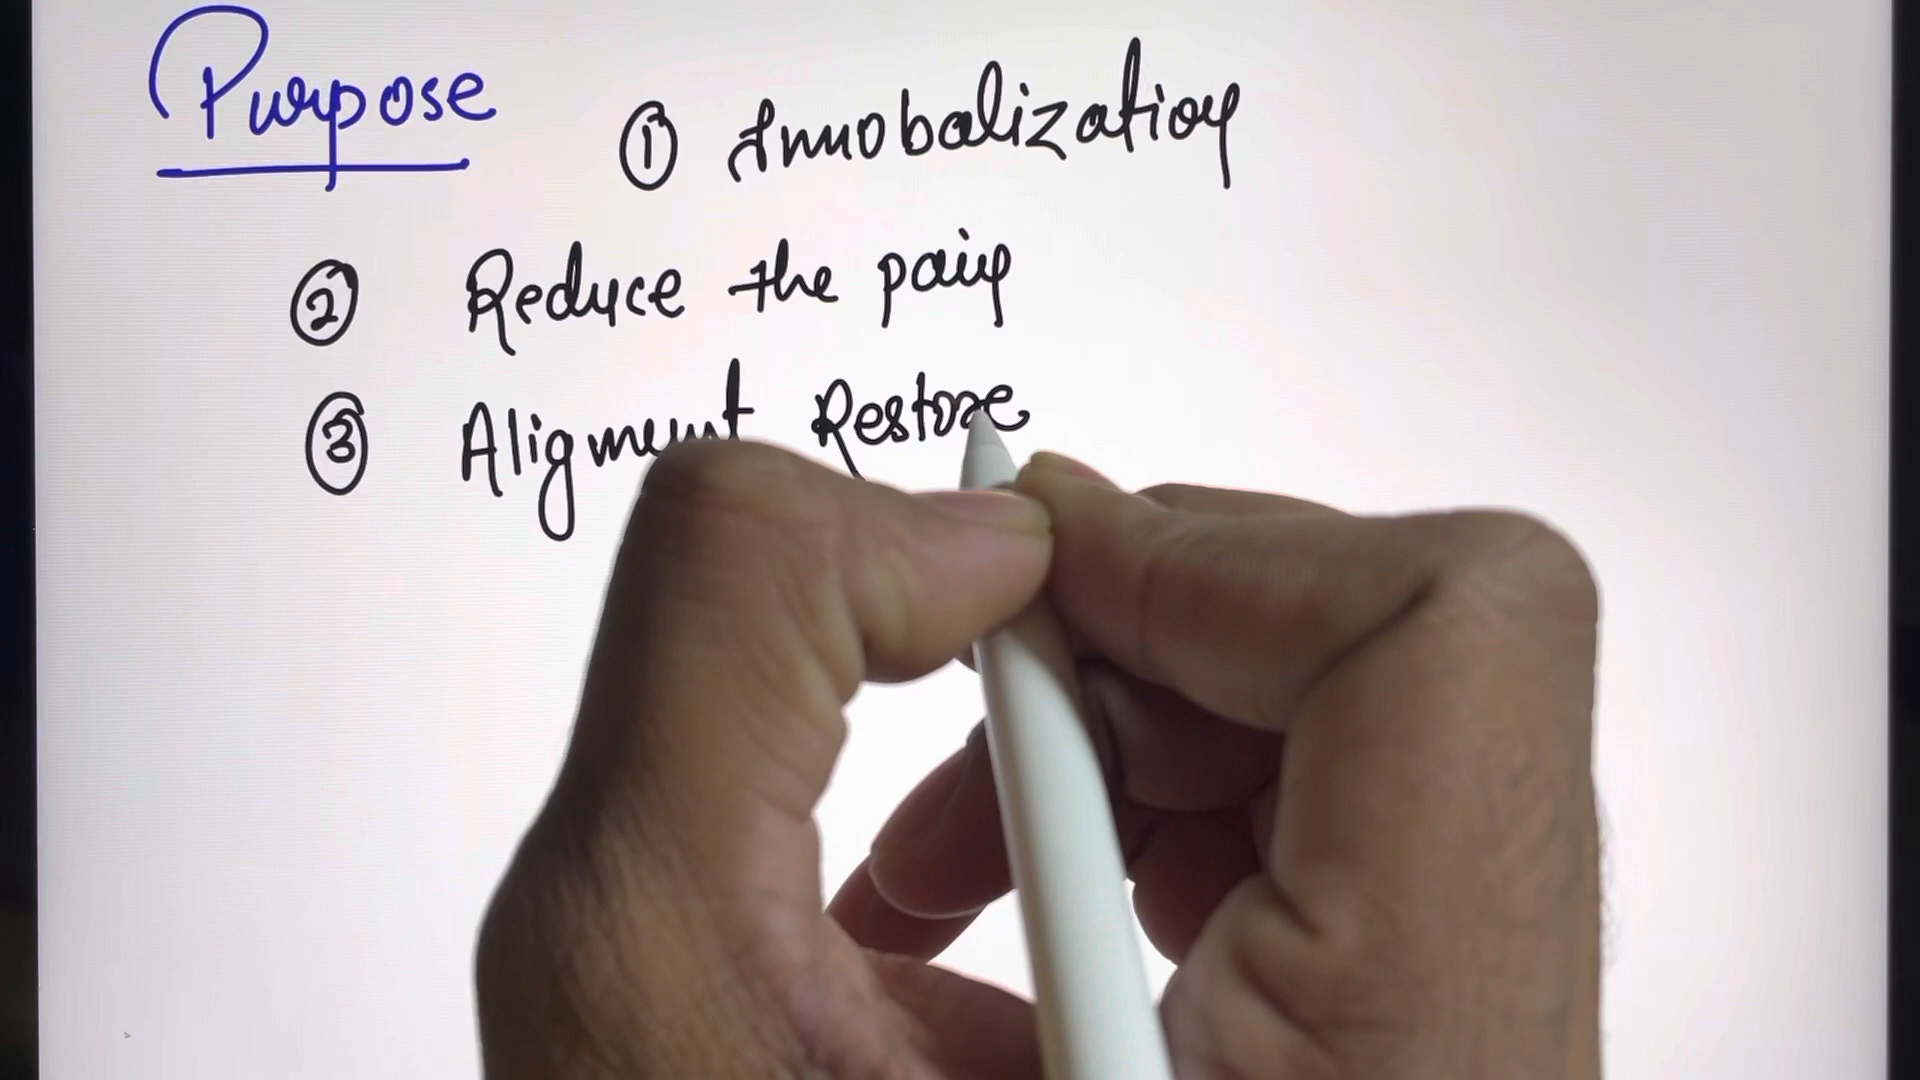 Purpose
① Immobalization
② Reduce the pain
③ Aligment Restore